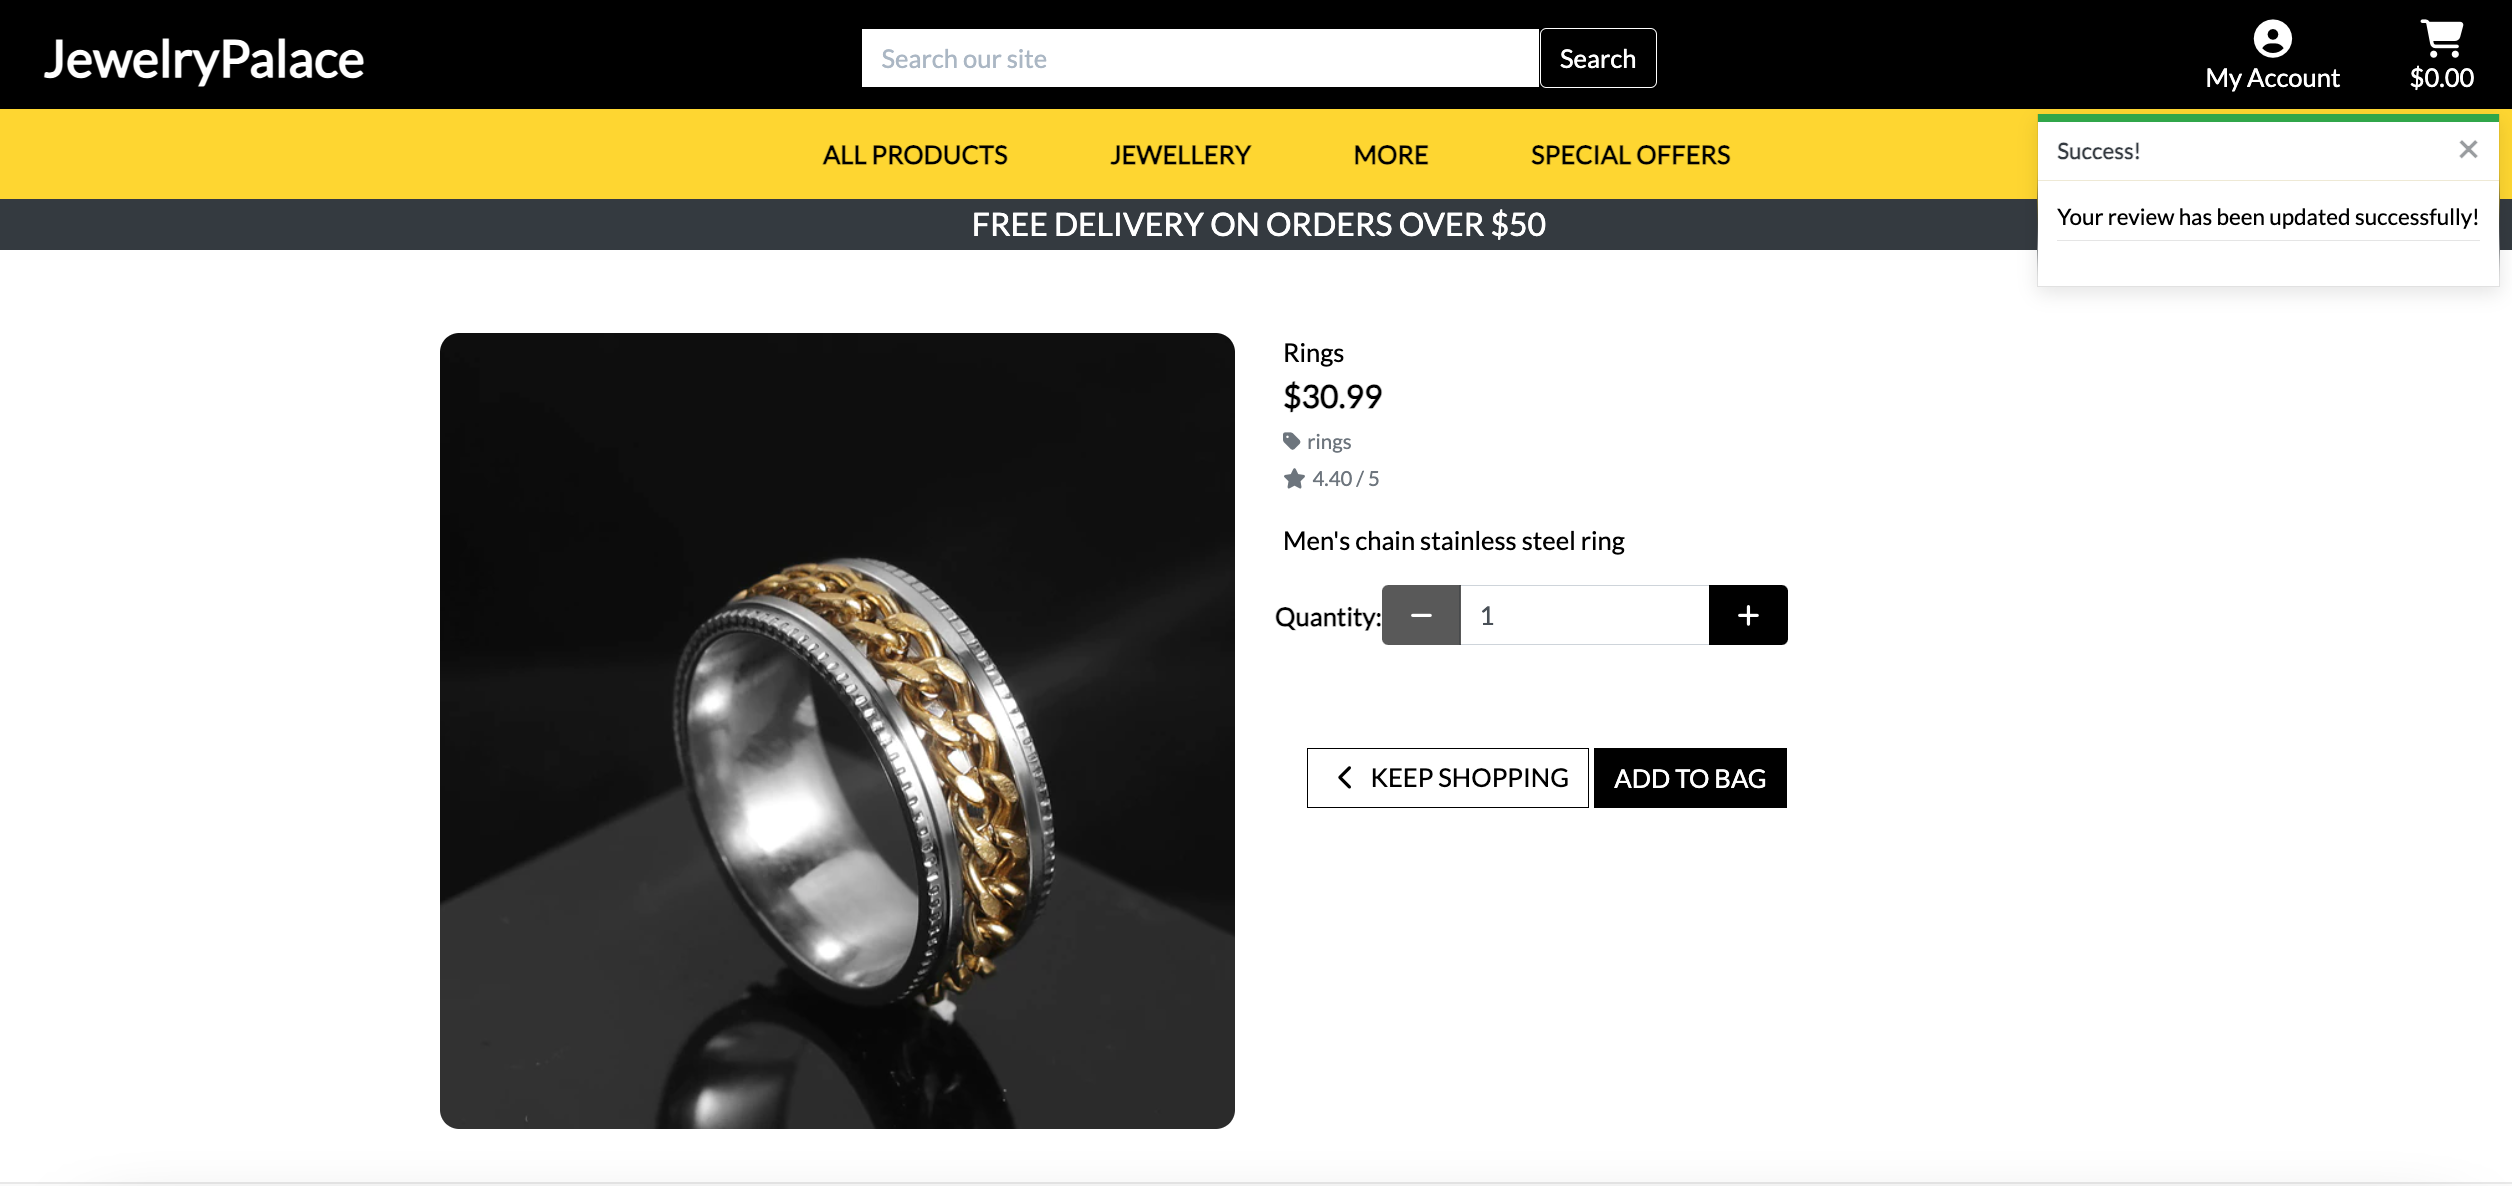 JewelryPalace
Search our site
Search
My Account
$0.00
ALL PRODUCTS
JEWELLERY
MORE
SPECIAL OFFERS
Success!
Your review has been updated successfully!
FREE DELIVERY ON ORDERS OVER $50
Rings
$30.99
rings
4.40 / 5
Men's chain stainless steel ring
Quantity:
1
KEEP SHOPPING
ADD TO BAG